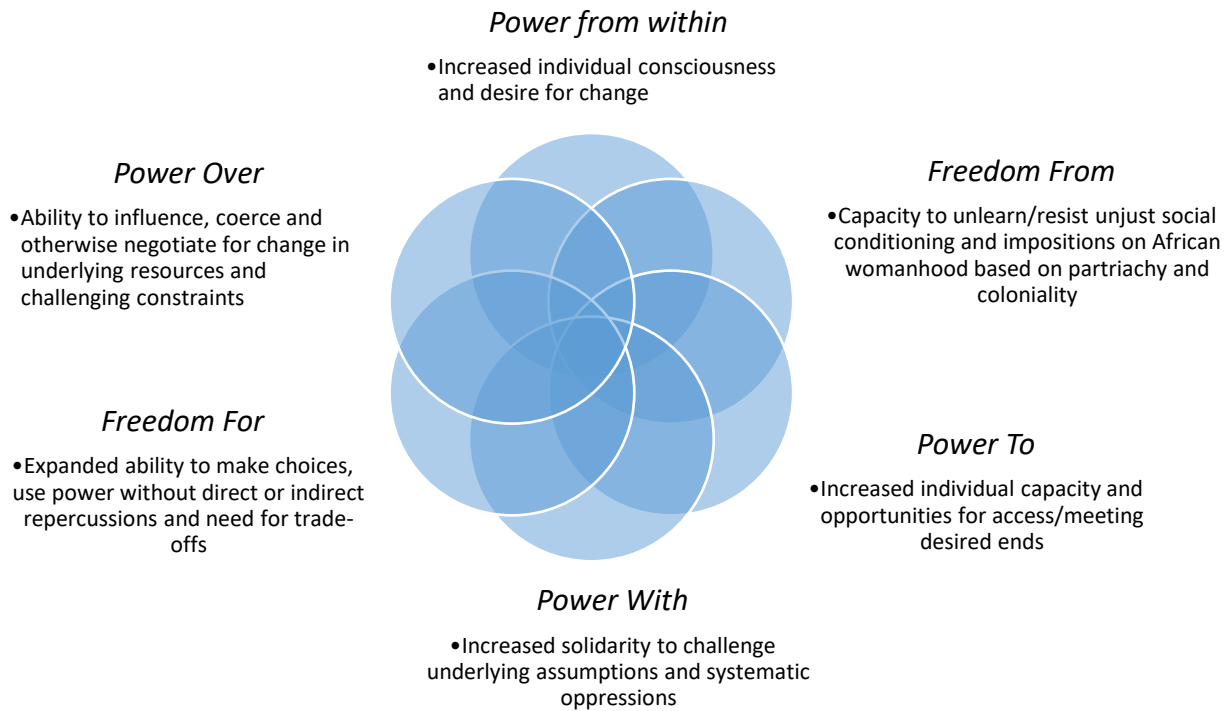 Power from within
•Increased individual consciousness
and desire for change
Freedom From
•Capacity to unlearn/resist unjust social
conditioning and impositions on African
womanhood based on partriachy and
coloniality
Power To
•Increased individual capacity and
opportunities for access/meeting
desired ends
Power With
•Increased solidarity to challenge
underlying assumptions and systematic
oppressions
Freedom For
•Expanded ability to make choices,
use power without direct or indirect
repercussions and need for trade-
offs
Power Over
•Ability to influence, coerce and
otherwise negotiate for change in
underlying resources and
challenging constraints